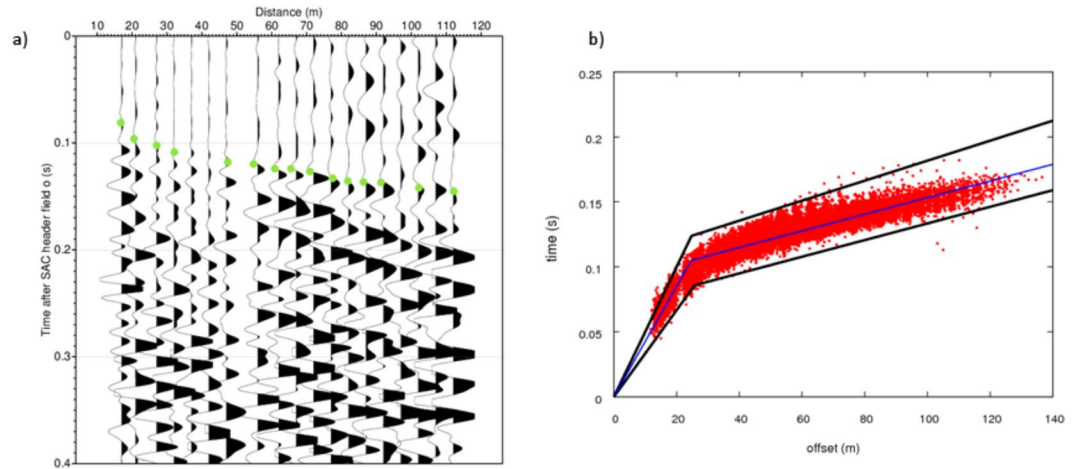 a)
Distance (m)
10 20 30 40 50 60 70 80 90 100 110 120
0
0.1
0.2
0.3
0.4
Time after SAC header field o (s)
b)
0.25
0.2
0.15
0.1
0.05
0
time (s)
0 20 40 60 80 100 120 140
offset (m)